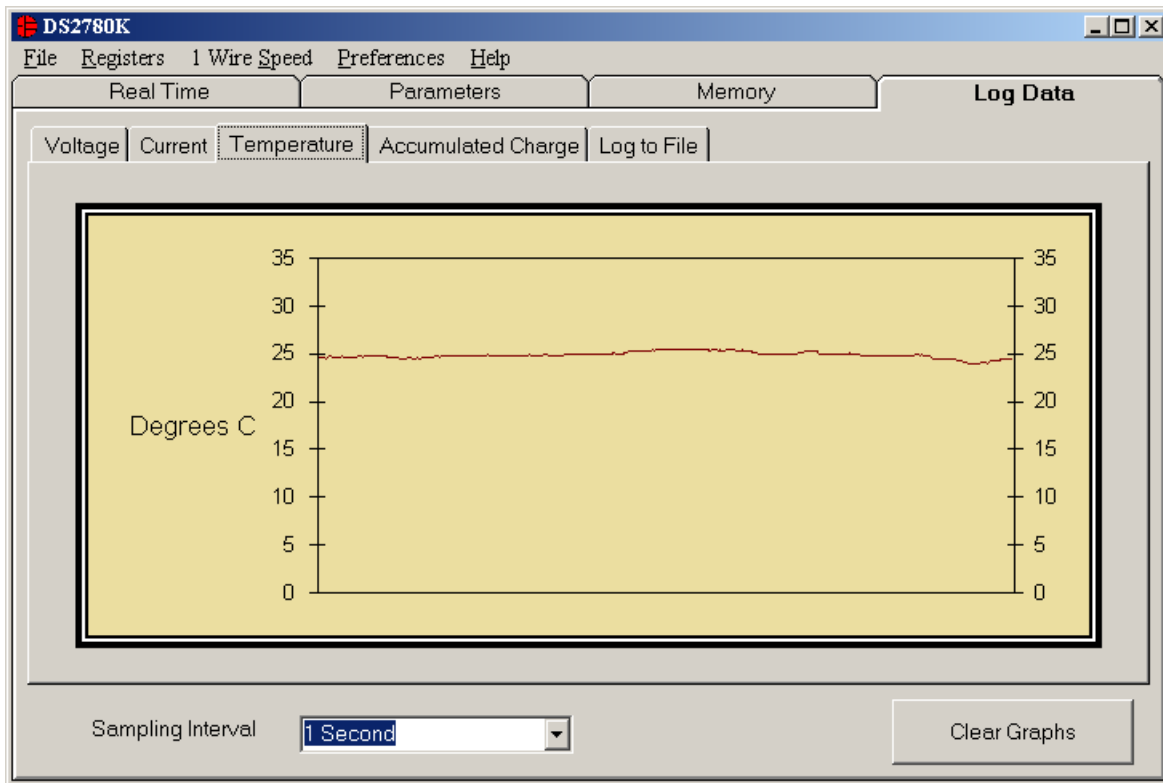 DS2780K
File Registers 1 Wire Speed Preferences Help
Real Time Parameters Memory Log Data
Voltage Current Temperature Accumulated Charge Log to File
35 35
30 30
25 25
20 20
Degrees C
15 15
10 10
5 5
0 0
Sampling Interval 1 Second Clear Graphs